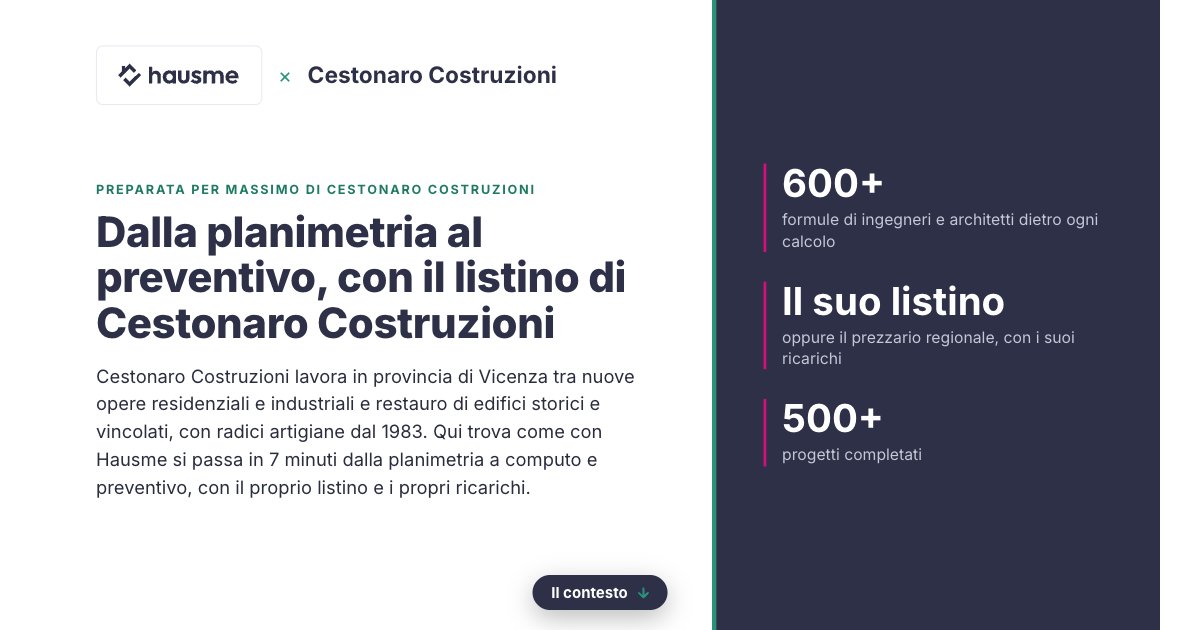 hausme × Cestonaro Costruzioni
PREPARATA PER MASSIMO DI CESTONARO COSTRUZIONI
Dalla planimetria al
preventivo, con il listino di
Cestonaro Costruzioni
Cestonaro Costruzioni lavora in provincia di Vicenza tra nuove
opere residenziali e industriali e restauro di edifici storici e
vincolati, con radici artigiane dal 1983. Qui trova come con
Hausme si passa in 7 minuti dalla planimetria a computo e
preventivo, con il proprio listino e i propri ricarichi.
Il contesto ↓
600+
formule di ingegneri e architetti dietro ogni
calcolo
Il suo listino
oppure il prezzario regionale, con i suoi
ricarichi
500+
progetti completati